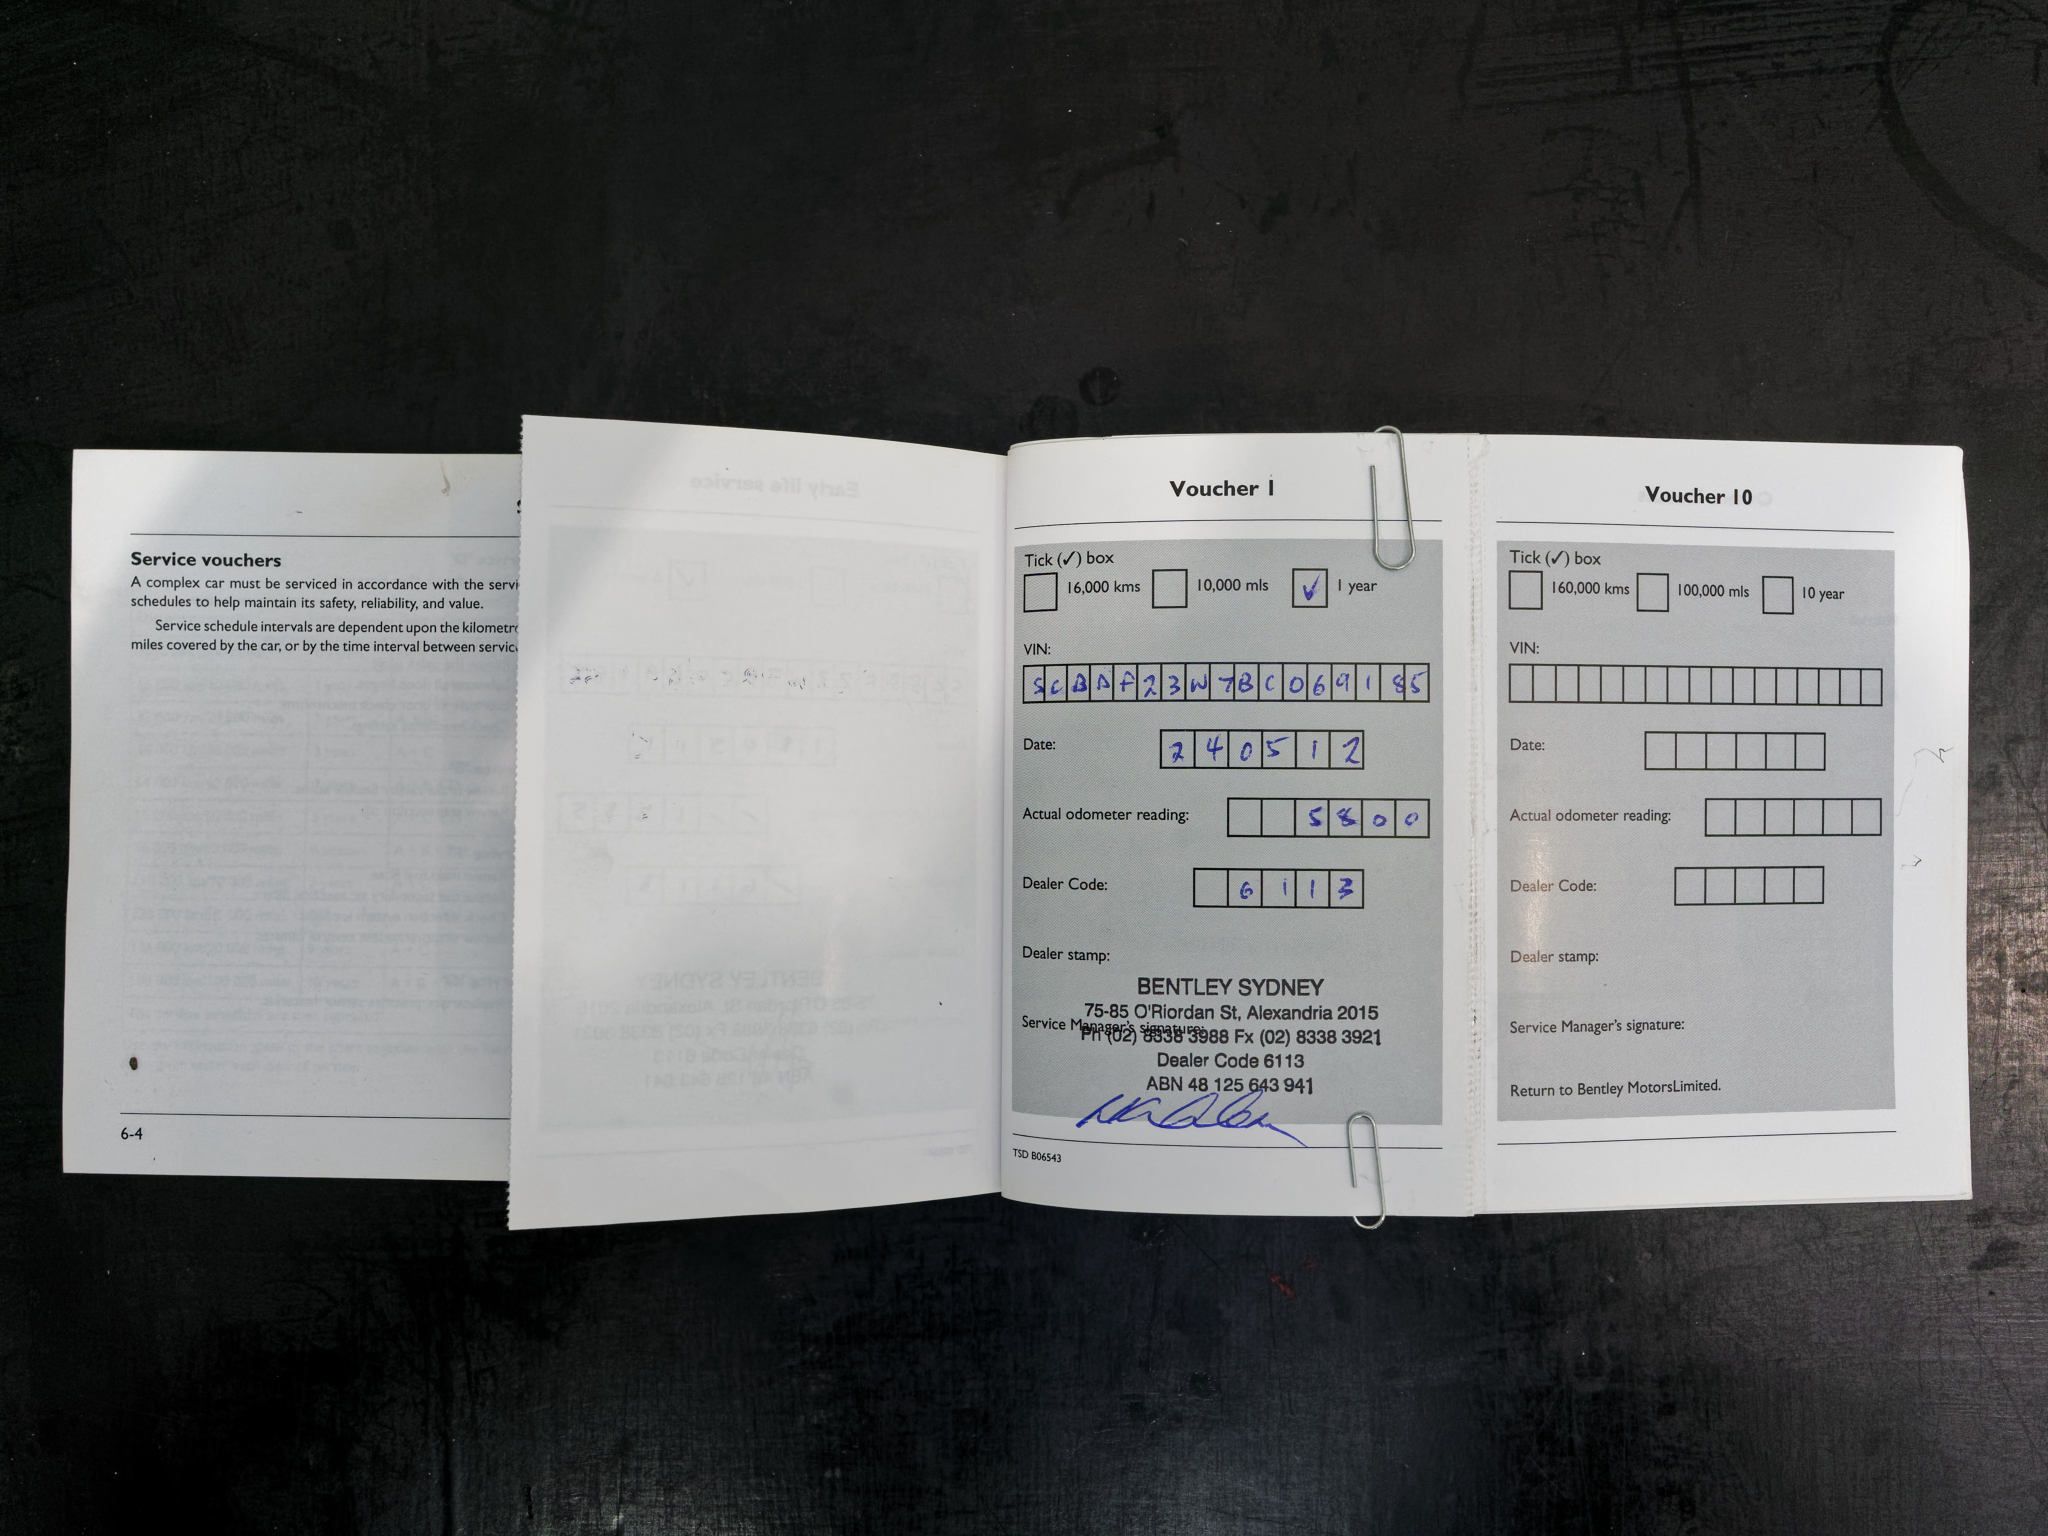 Service vouchers
A complex car must be serviced in accordance with the servi
schedules to help maintain its safety, reliability, and value.
Service schedule intervals are dependent upon the kilometr
miles covered by the car, or by the time interval between servic
6-4
Early life service
BENTLEY SYDNEY
Voucher 1
Tick (✓) box
16,000 kms 10,000 mls ✓ 1 year
VIN:
SCBAF23W7BC069185
Date:
240512
Actual odometer reading:
5800
Dealer Code:
6113
Dealer stamp:
BENTLEY SYDNEY
75-85 O'Riordan St, Alexandria 2015
Service Manager's signature:
Ph (02) 8338 3988 Fx (02) 8338 3921
Dealer Code 6113
ABN 48 125 643 941
TSD B06543
Voucher 10
Tick (✓) box
160,000 kms 100,000 mls 10 year
VIN:
Date:
Actual odometer reading:
Dealer Code:
Dealer stamp:
Service Manager's signature:
Return to Bentley MotorsLimited.